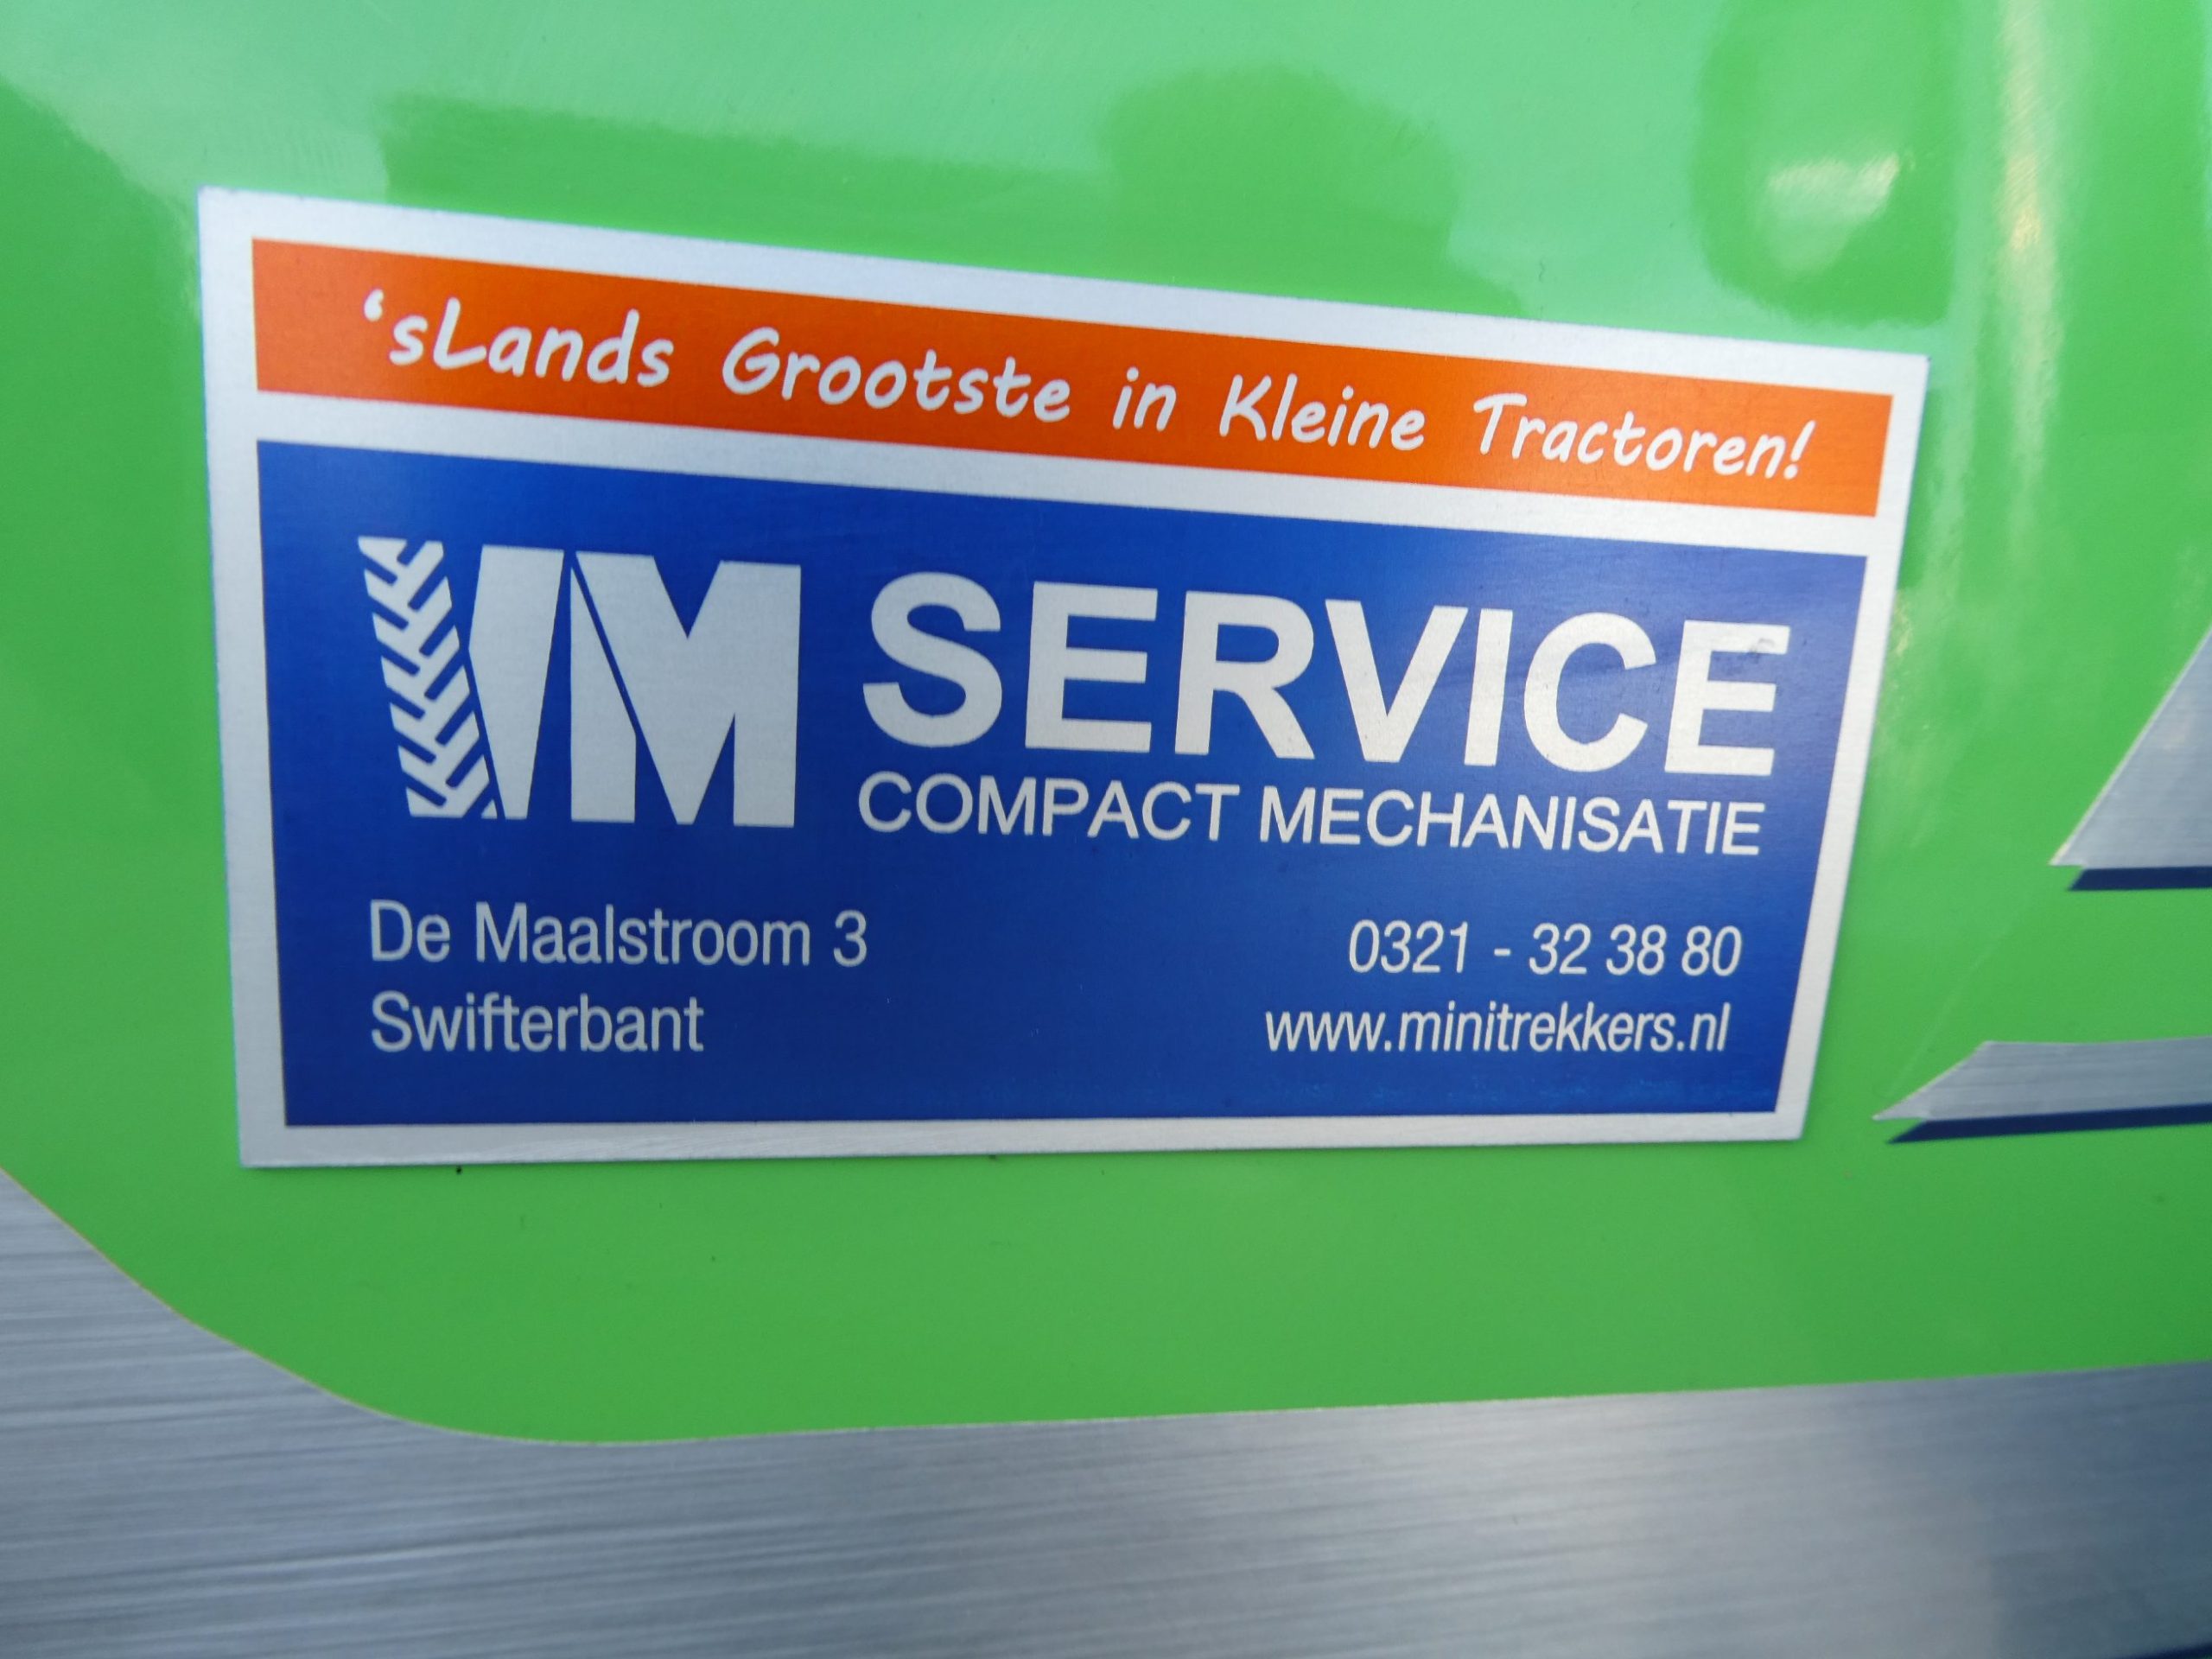 ‘sLands Grootste in Kleine Tractoren!
VM SERVICE
COMPACT MECHANISATIE
De Maalstroom 3
0321 - 32 38 80
Swifterbant
www.minitrekkers.nl